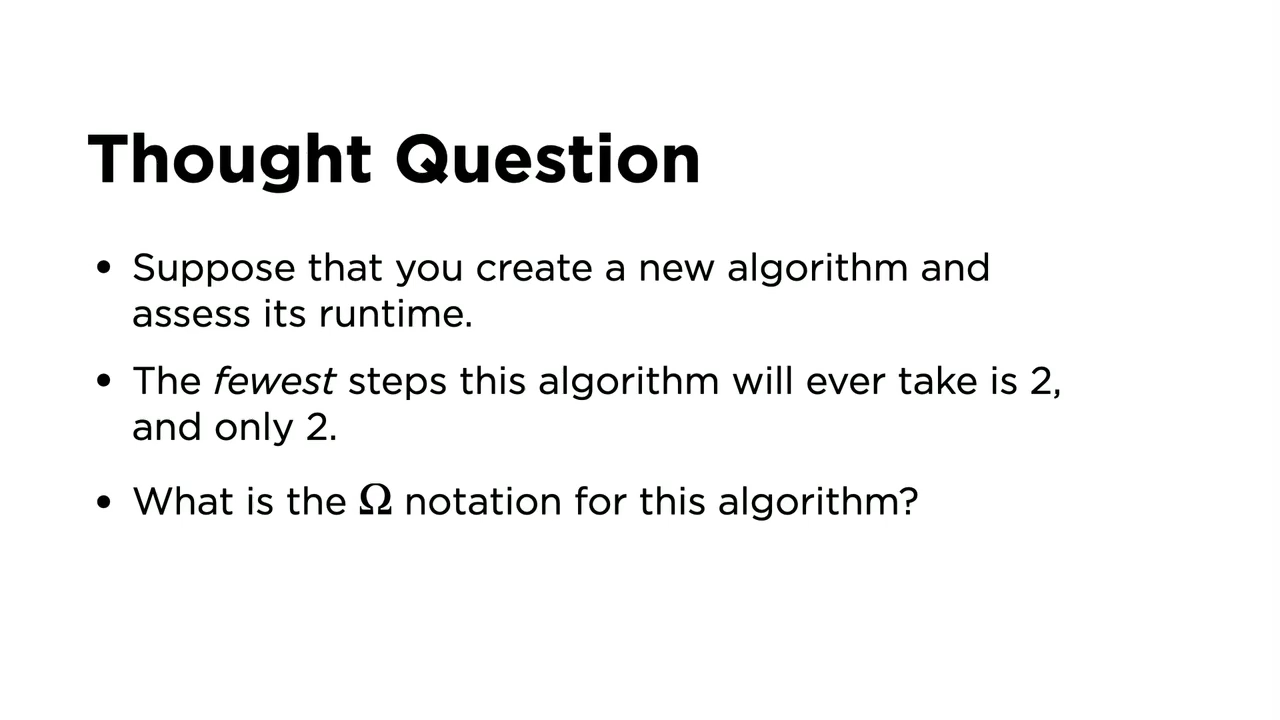 Thought Question
• Suppose that you create a new algorithm and
assess its runtime.
• The fewest steps this algorithm will ever take is 2,
and only 2.
• What is the Ω notation for this algorithm?